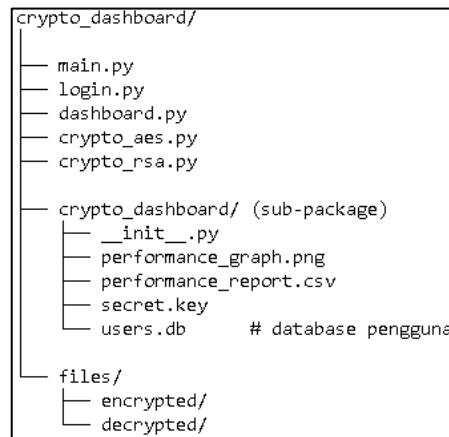 crypto_dashboard/
├── main.py
├── login.py
├── dashboard.py
├── crypto_aes.py
├── crypto_rsa.py
├── crypto_dashboard/ (sub-package)
│   ├── __init__.py
│   ├── performance_graph.png
│   ├── performance_report.csv
│   ├── secret.key
│   └── users.db      # database pengguna
└── files/
    ├── encrypted/
    └── decrypted/